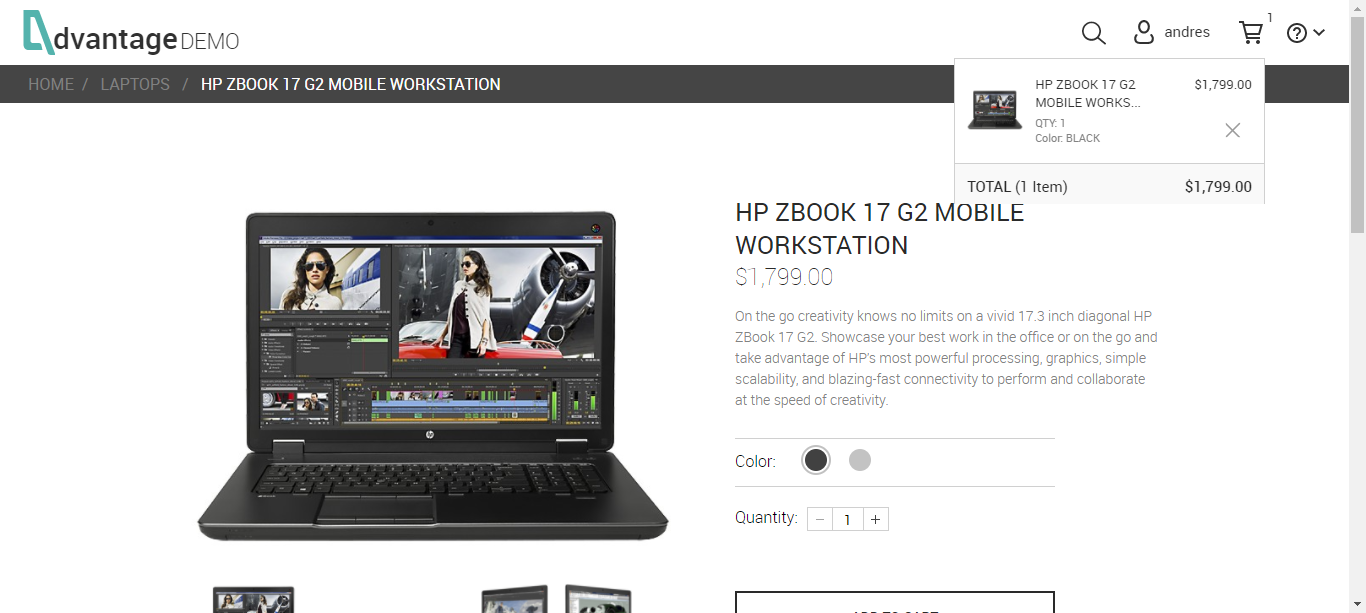 dvantage DEMO
andres
1
HOME / LAPTOPS / HP ZBOOK 17 G2 MOBILE WORKSTATION
HP ZBOOK 17 G2
MOBILE WORKS...
$1,799.00
QTY: 1
Color: BLACK
TOTAL (1 Item)
$1,799.00
HP ZBOOK 17 G2 MOBILE
WORKSTATION
$1,799.00
On the go creativity knows no limits on a vivid 17.3 inch diagonal HP
ZBook 17 G2. Showcase your best work in the office or on the go and
take advantage of HP's most powerful processing, graphics, simple
scalability, and blazing-fast connectivity to perform and collaborate
at the speed of creativity.
Color:
Quantity:
1
ADD TO CART